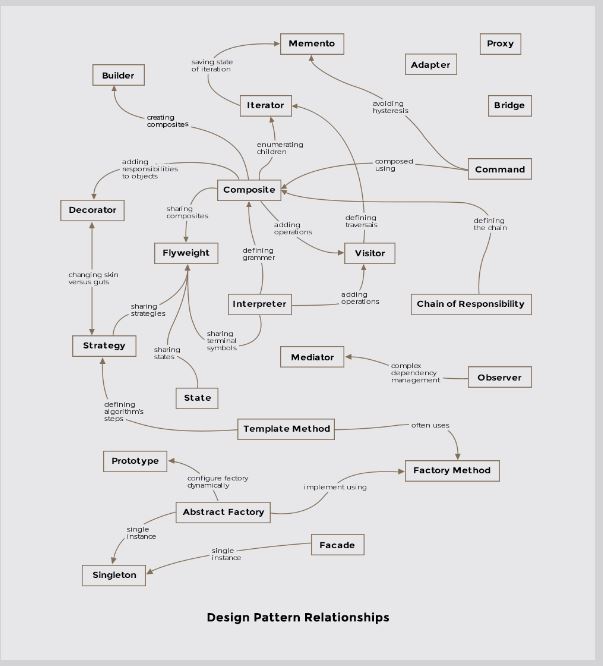 Memento
Proxy
saving state
of iteration
Adapter
Builder
Iterator
avoiding
hysteresis
Bridge
creating
composites
enumerating
children
adding
responsibilities
to objects
composed
using
Command
Composite
Decorator
sharing
composites
adding
operations
defining
traversals
defining
the chain
Flyweight
defining
grammer
Visitor
changing skin
versus guts
sharing
strategies
Interpreter
adding
operations
Chain of Responsibility
sharing
terminal
symbols
Strategy
sharing
states
Mediator
complex
dependency
management
Observer
State
defining
algorithm's
steps
Template Method
often uses
Prototype
configure factory
dynamically
implement using
Factory Method
Abstract Factory
single
instance
Facade
single
instance
Singleton
Design Pattern Relationships